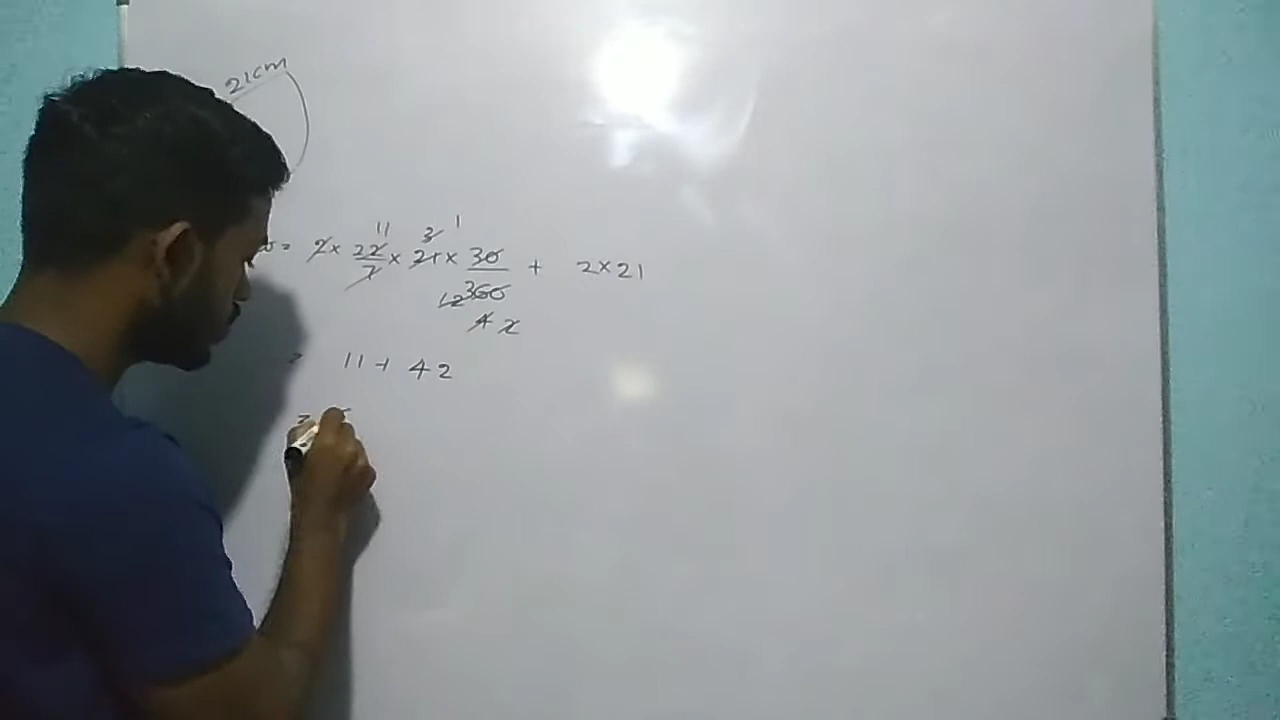 21cm
11 3 1
= 2 × 22/7 × 21 × 30/360 + 2×21
12
4 2
= 11 + 42
=